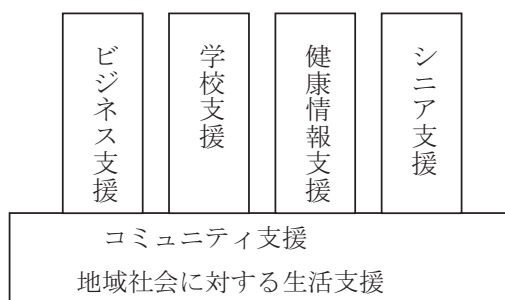 ビジネス支援
学校支援
健康情報支援
シニア支援
コミュニティ支援
地域社会に対する生活支援